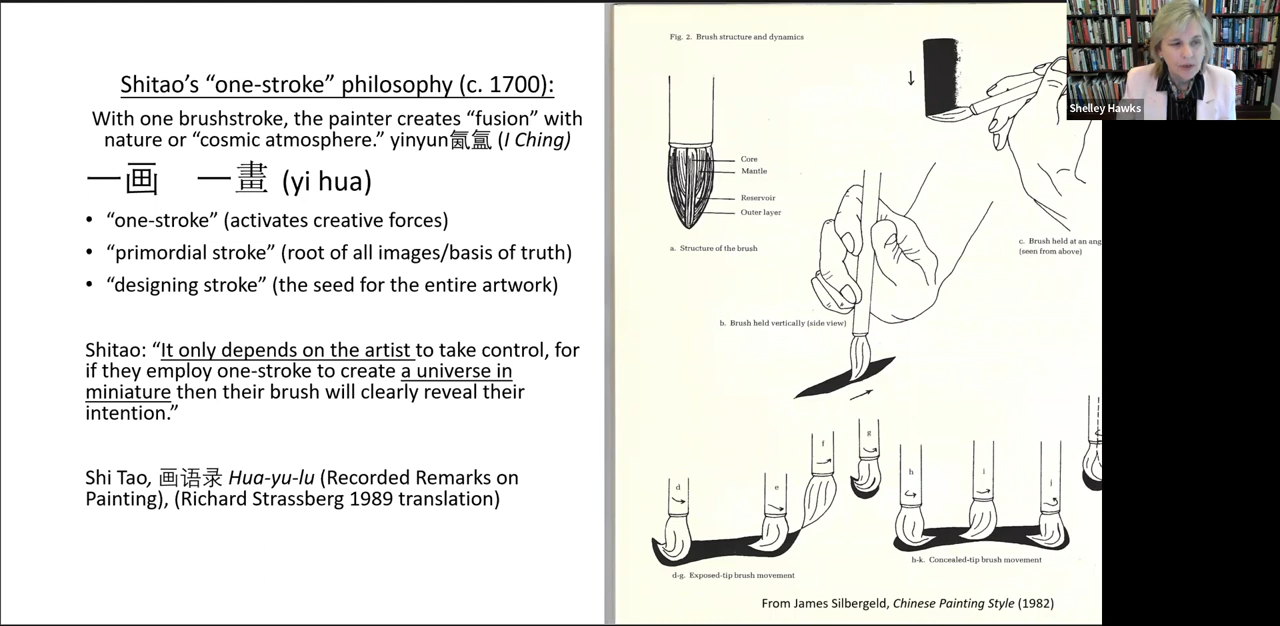 Shitao’s “one-stroke” philosophy (c. 1700):
With one brushstroke, the painter creates “fusion” with
nature or “cosmic atmosphere.” yinyun氤氳 (I Ching)
一画 一畫 (yi hua)
• “one-stroke” (activates creative forces)
• “primordial stroke” (root of all images/basis of truth)
• “designing stroke” (the seed for the entire artwork)
Shitao: “It only depends on the artist to take control, for
if they employ one-stroke to create a universe in
miniature then their brush will clearly reveal their
intention.”
Shi Tao, 画语录 Hua-yu-lu (Recorded Remarks on
Painting), (Richard Strassberg 1989 translation)
Fig. 2. Brush structure and dynamics
Core
Mantle
Reservoir
Outer layer
a. Structure of the brush
c. Brush held at an ang
(seen from above)
b. Brush held vertically (side view)
d
e
f
g
h
i
j
d-g. Exposed-tip brush movement
h-k. Concealed-tip brush movement
From James Silbergeld, Chinese Painting Style (1982)
Shelley Hawks